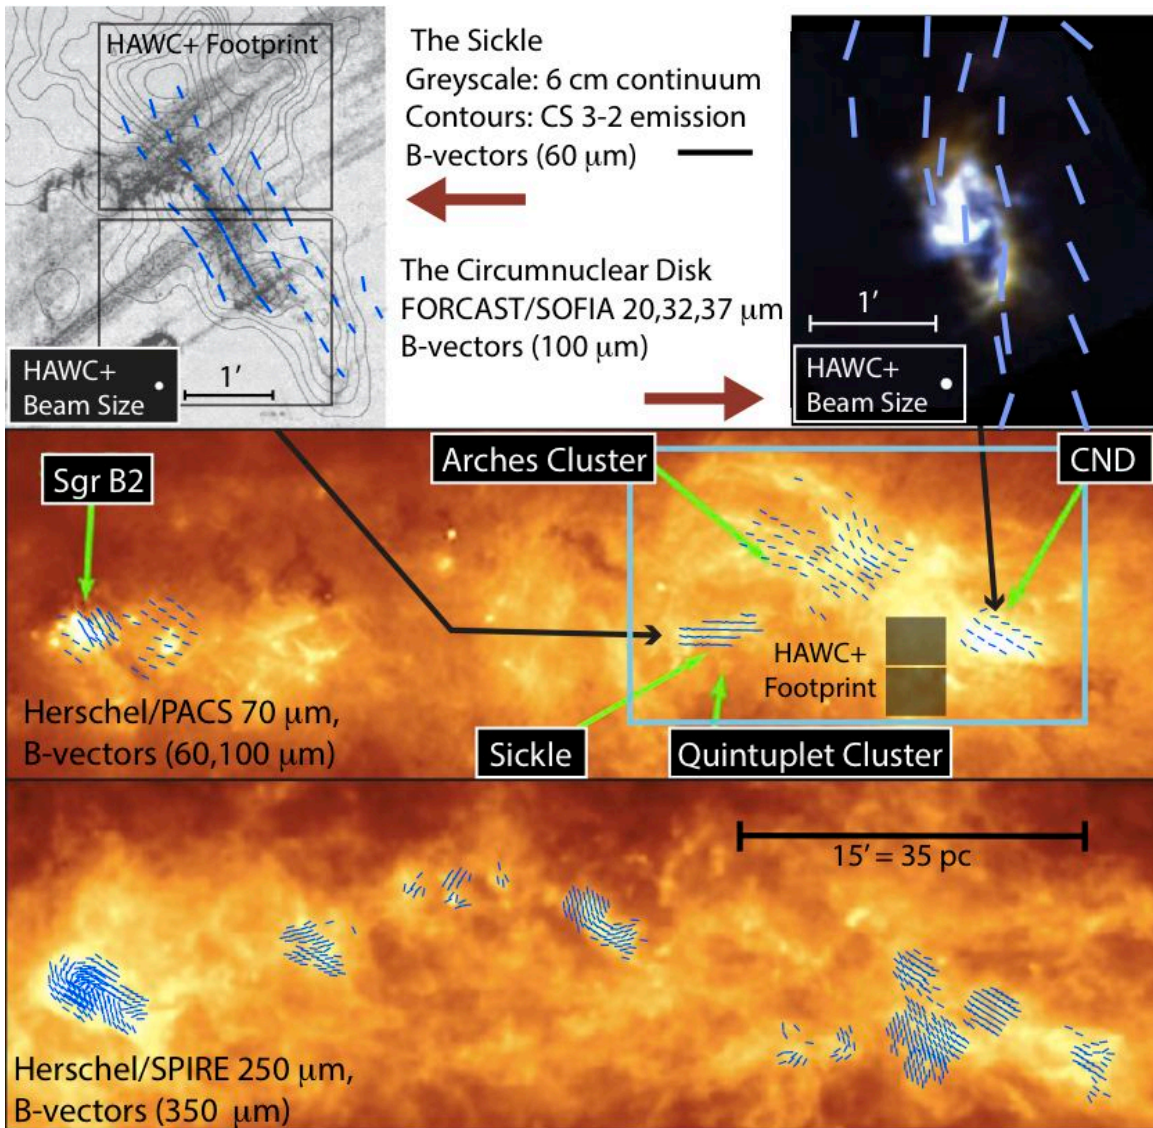 HAWC+ Footprint
The Sickle
Greyscale: 6 cm continuum
Contours: CS 3-2 emission
B-vectors (60 μm)
The Circumnuclear Disk
FORCAST/SOFIA 20,32,37 μm
B-vectors (100 μm)
HAWC+
Beam Size
1′
1′
HAWC+
Beam Size
Sgr B2
Arches Cluster
CND
HAWC+
Footprint
Herschel/PACS 70 μm,
B-vectors (60,100 μm)
Sickle
Quintuplet Cluster
15′ = 35 pc
Herschel/SPIRE 250 μm,
B-vectors (350 μm)